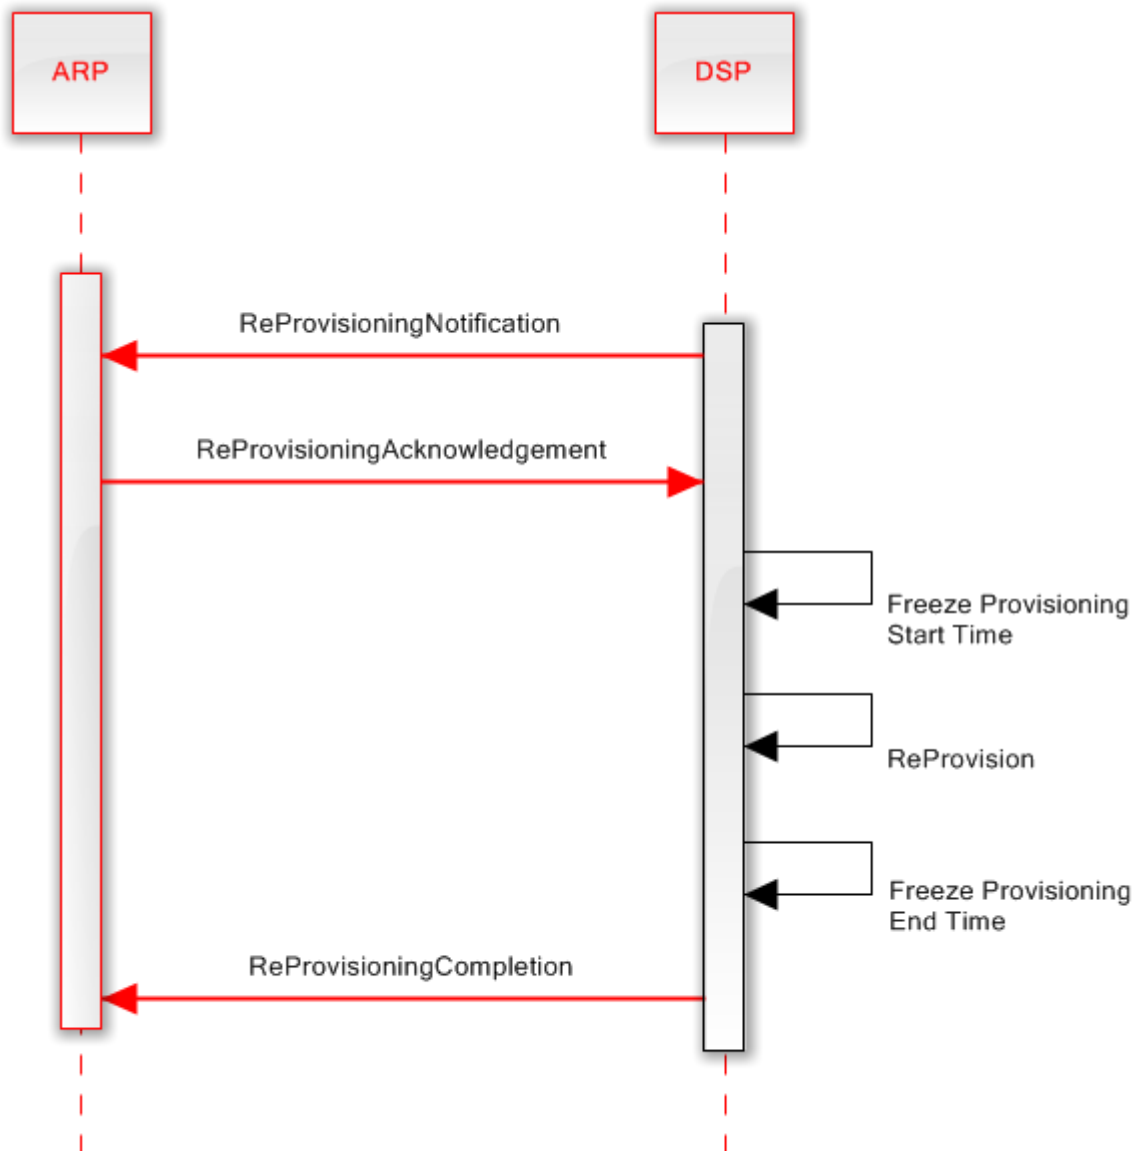 ARP
DSP
ReProvisioningNotification
ReProvisioningAcknowledgement
Freeze Provisioning
Start Time
ReProvision
Freeze Provisioning
End Time
ReProvisioningCompletion